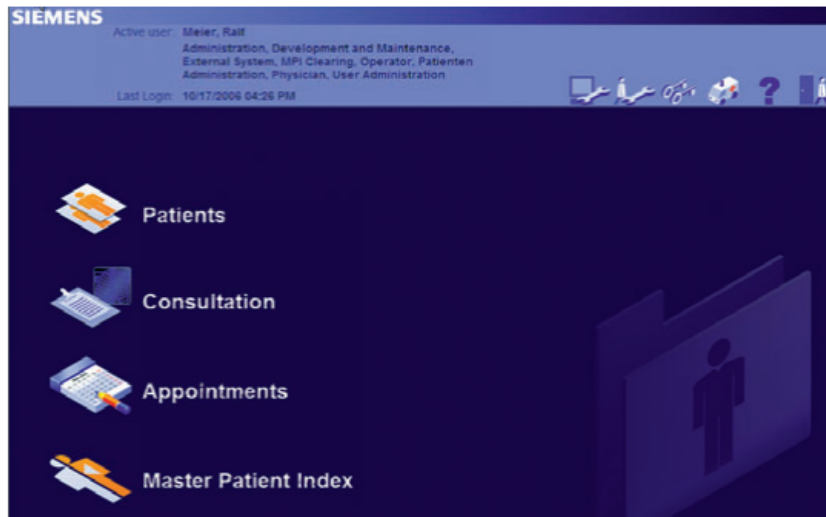 SIEMENS
Active user: Meier, Ralf
Administration, Development and Maintenance,
External System, MPI Clearing, Operator, Patienten
Administration, Physician, User Administration
Last Login: 10/17/2006 04:26 PM
?
Patients
Consultation
Appointments
Master Patient Index